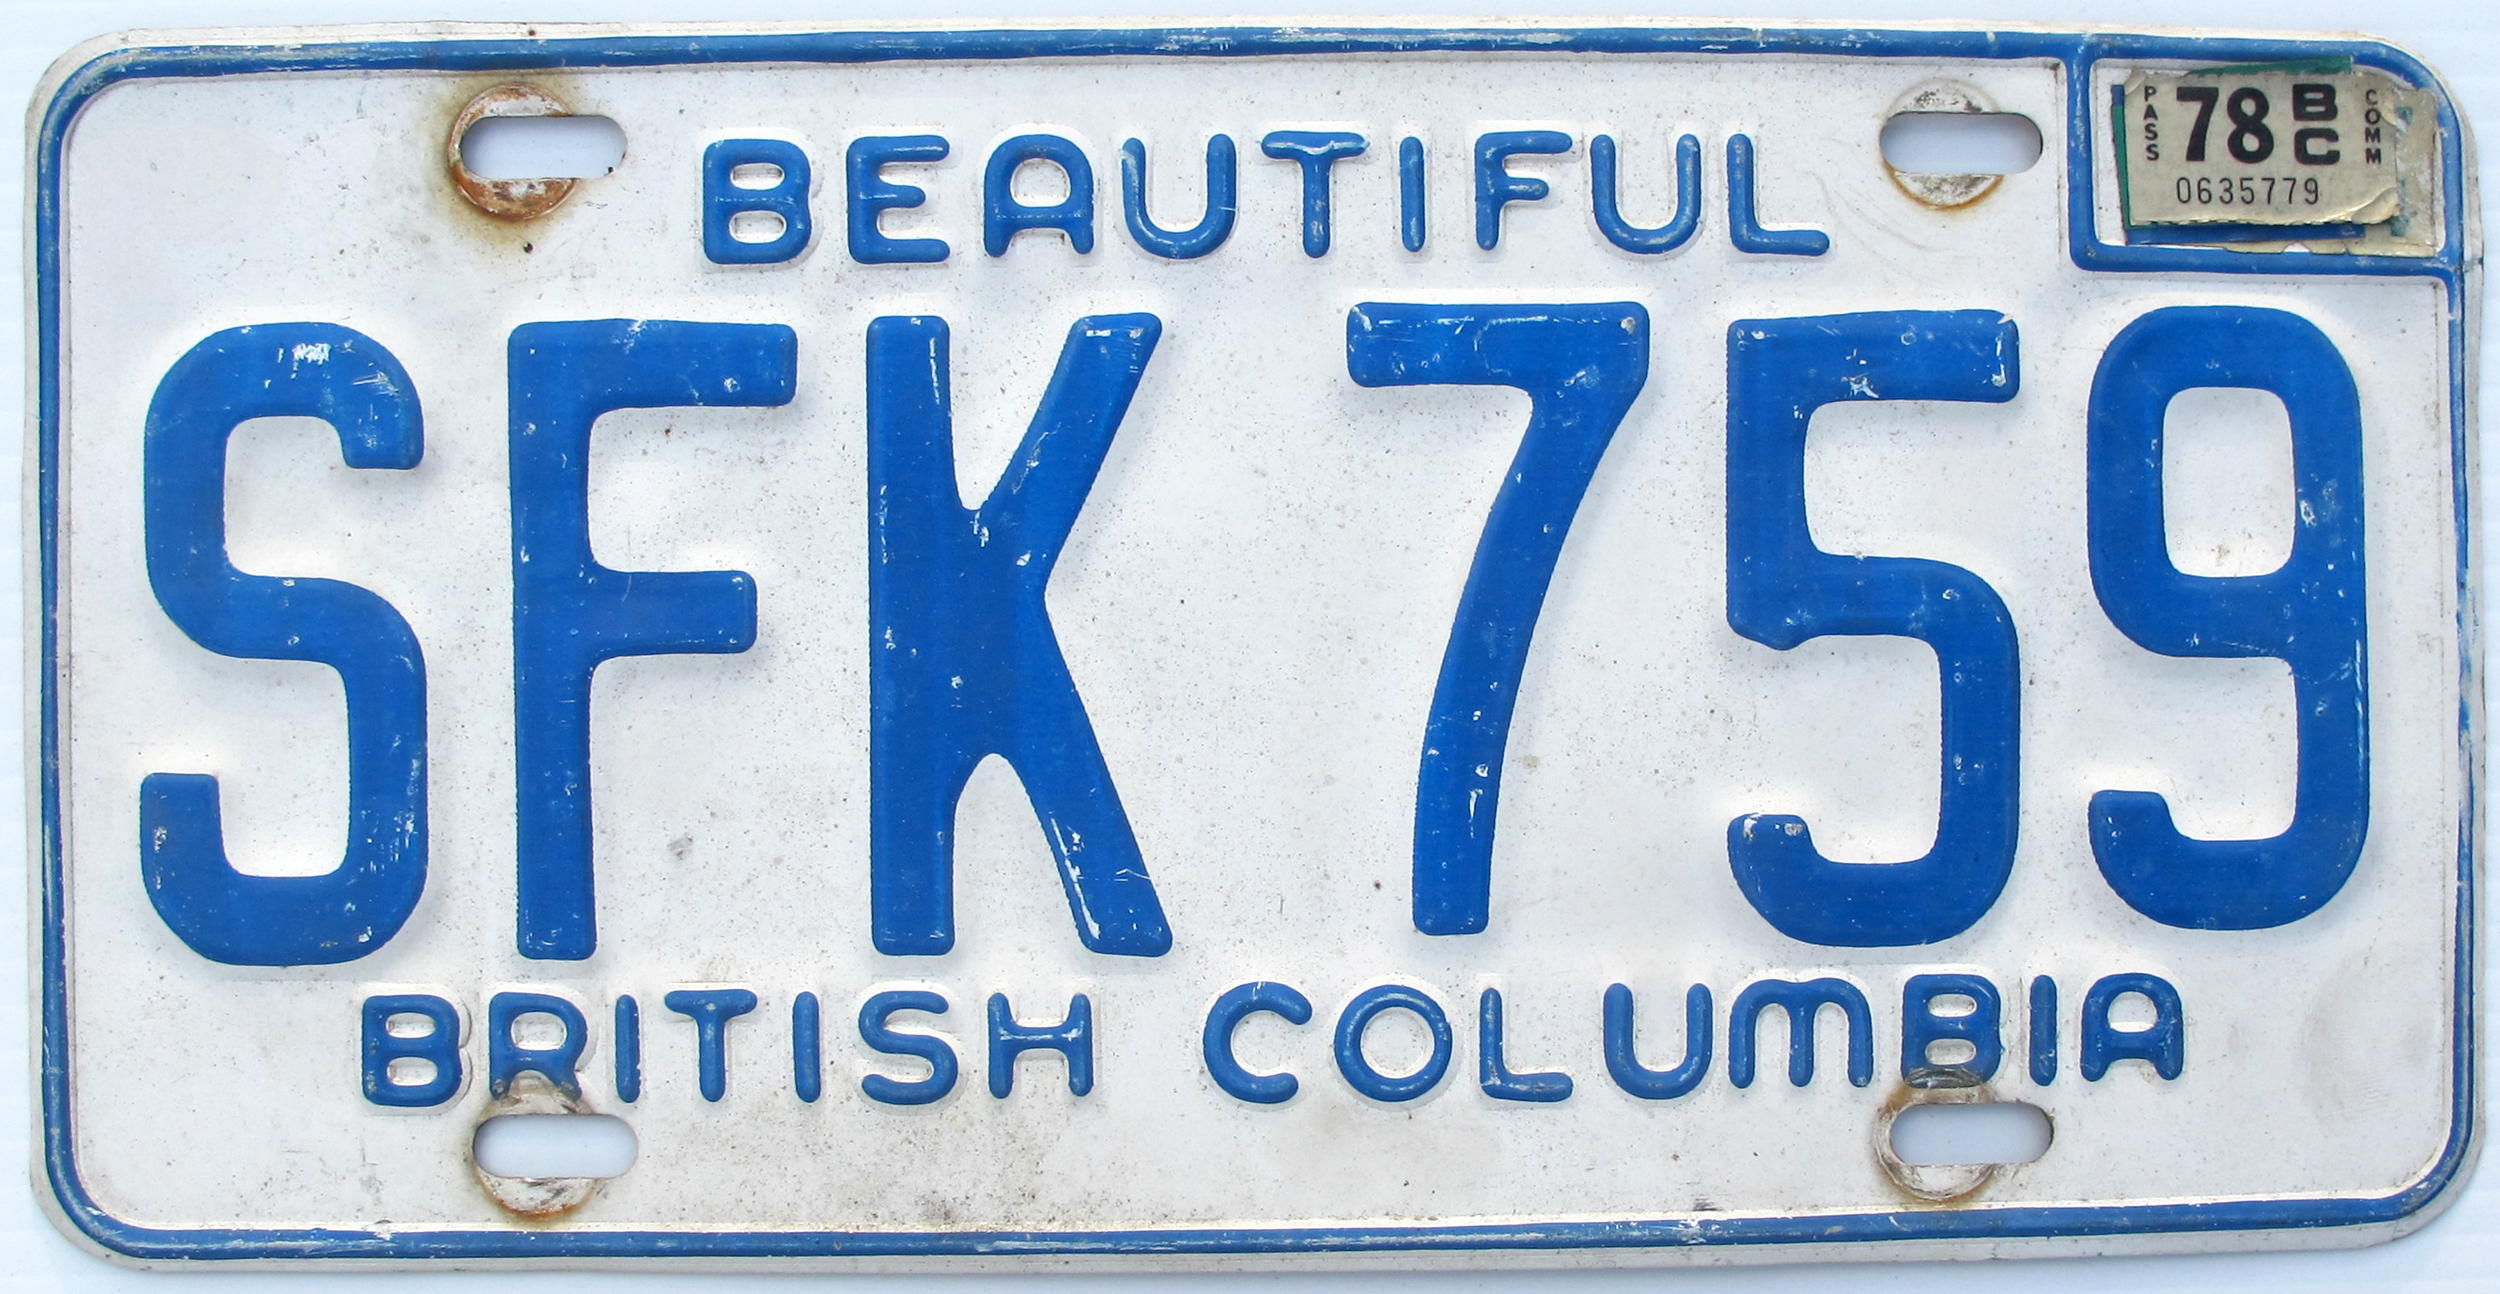 BEAUTIFUL
PASS 78 BC COMM
0635779
SFK 759
BRITISH COLUMBIA